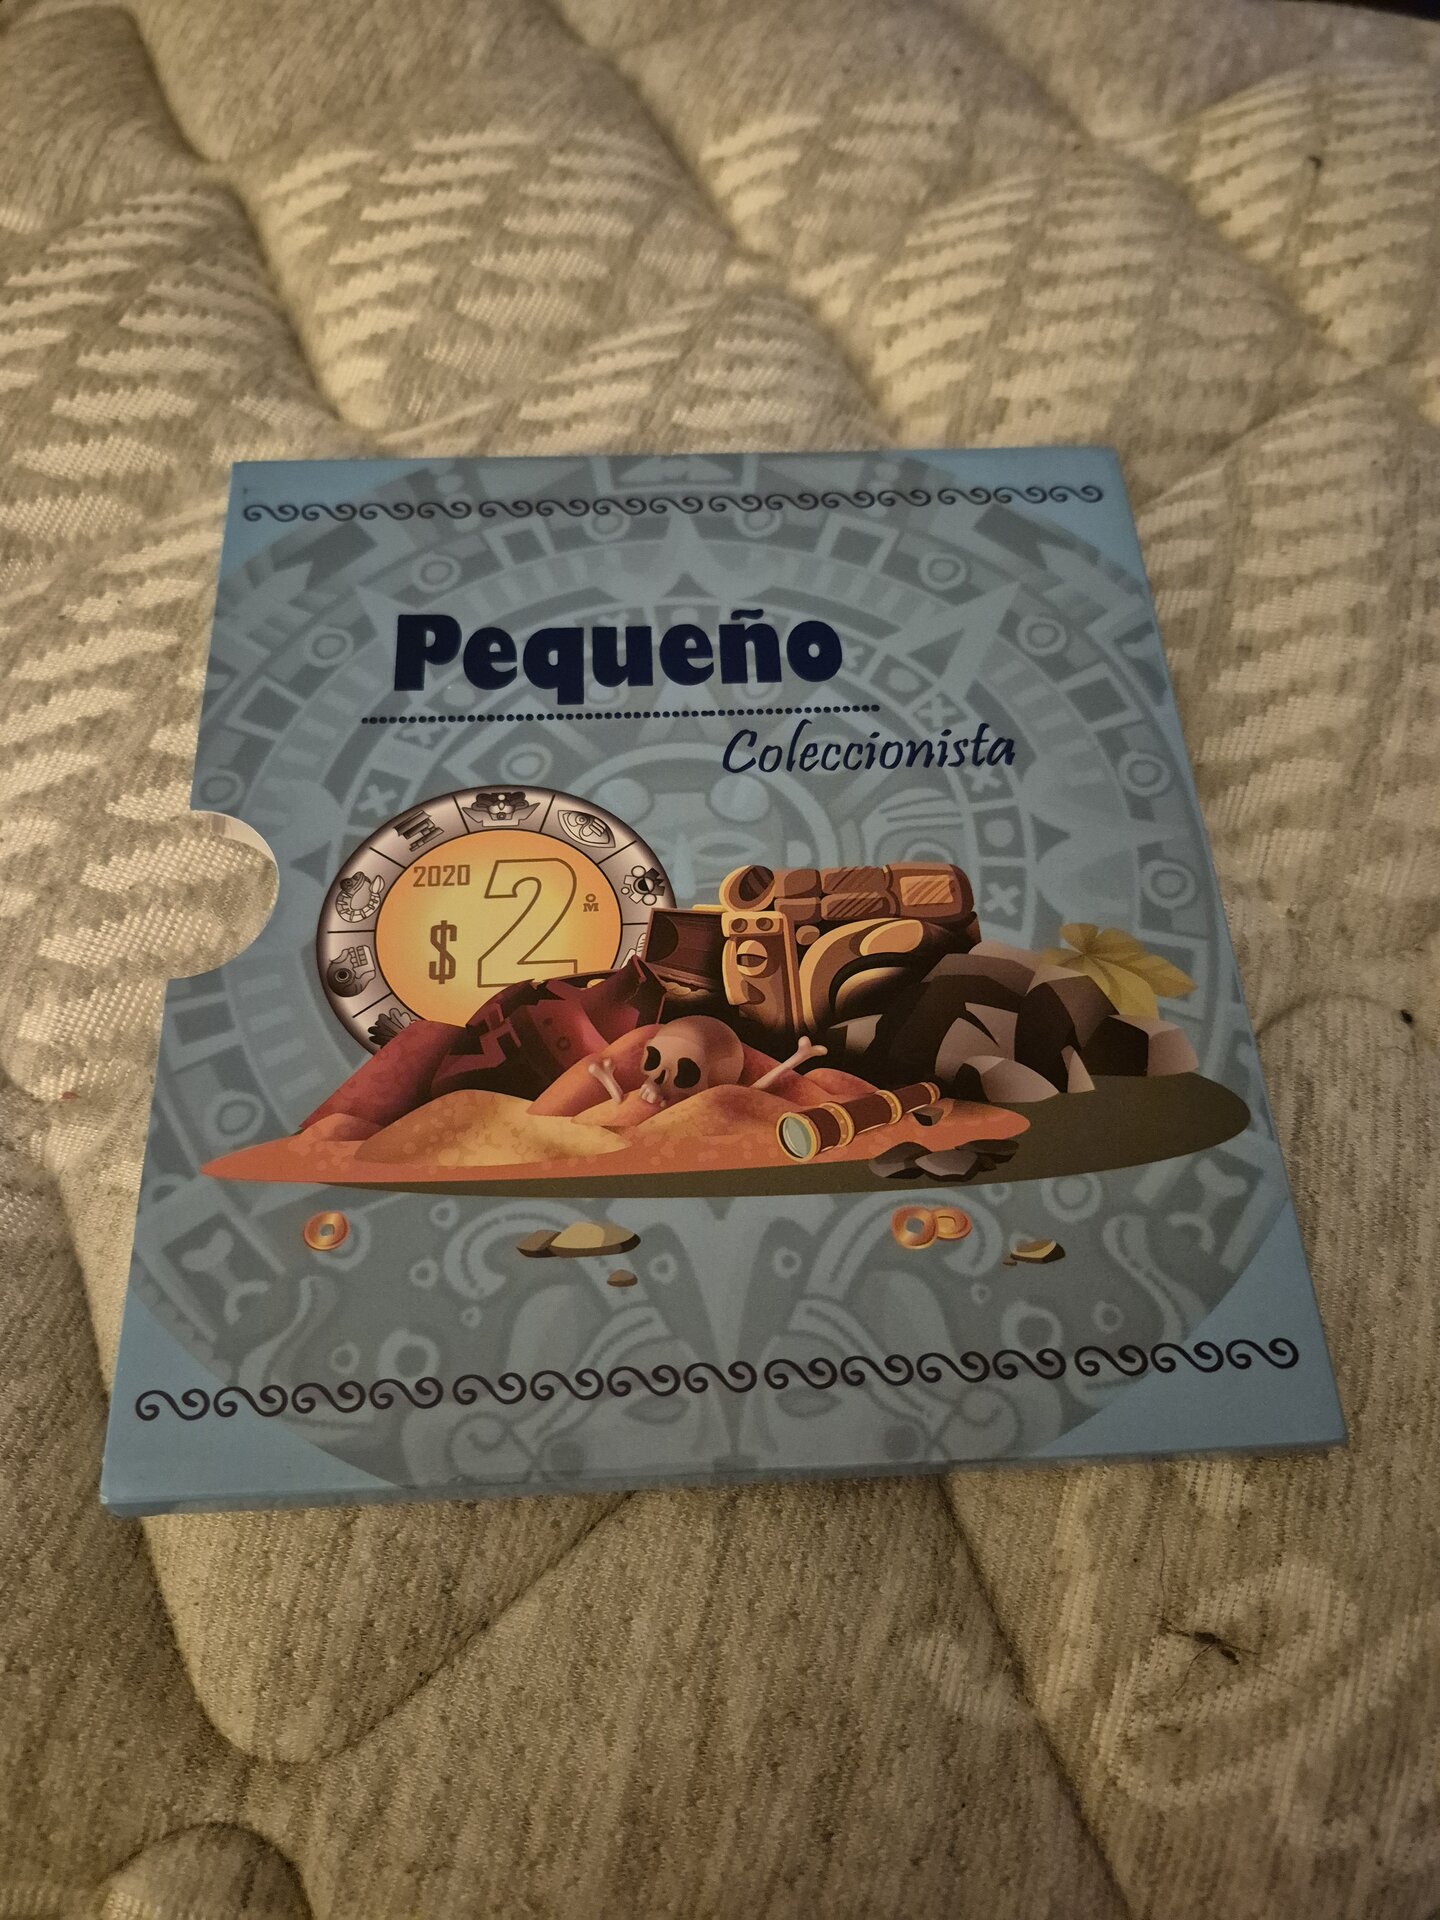 Pequeño
Coleccionista
2020
$2
M